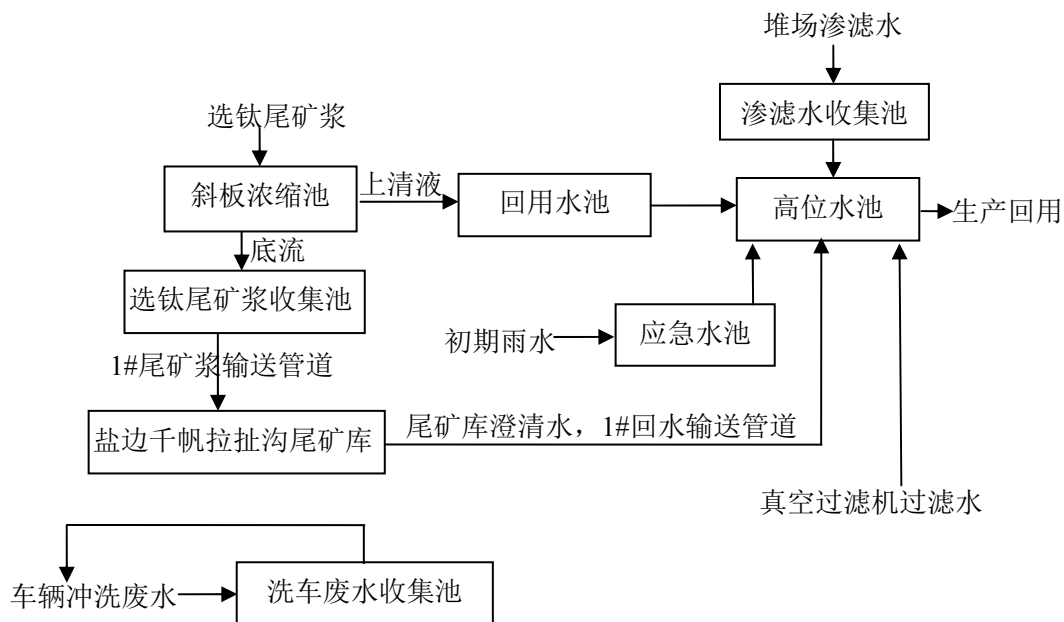 堆场渗滤水
渗滤水收集池
选钛尾矿浆
斜板浓缩池
上清液
回用水池
高位水池
生产回用
底流
选钛尾矿浆收集池
初期雨水
应急水池
1#尾矿浆输送管道
盐边千帆拉扯沟尾矿库
尾矿库澄清水，1#回水输送管道
真空过滤机过滤水
车辆冲洗废水
洗车废水收集池